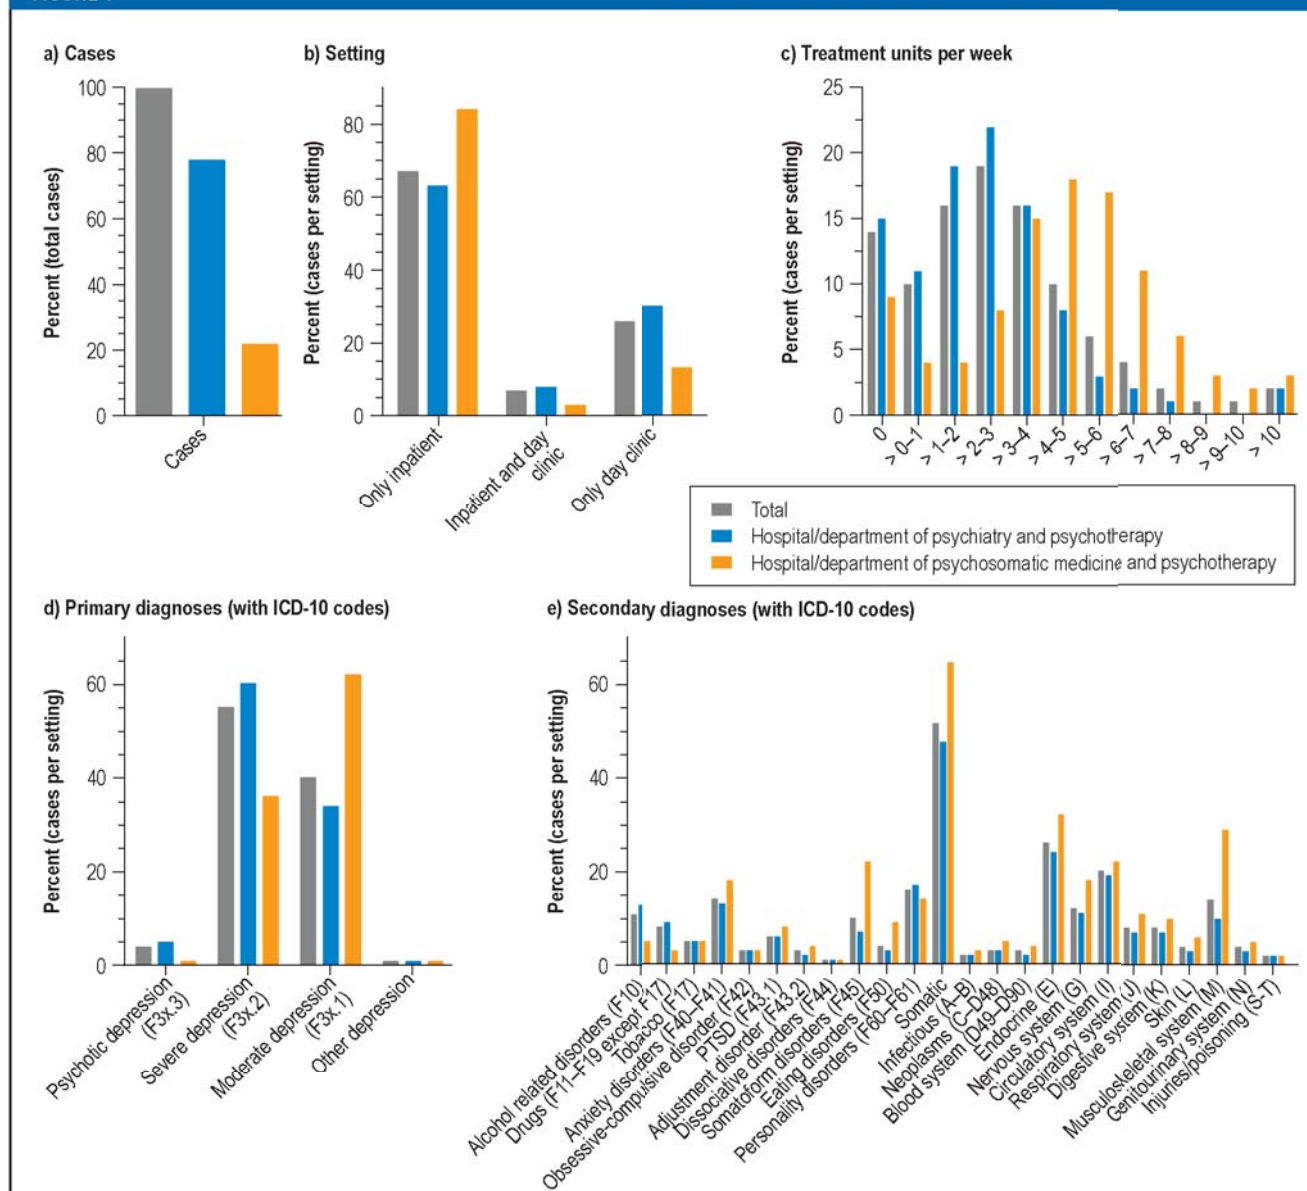 a) Cases
Percent (total cases)
100
80
60
40
20
0
Cases
b) Setting
Percent (cases per setting)
80
60
40
20
0
Only inpatient
Inpatient and day
clinic
Only day clinic
c) Treatment units per week
Percent (cases per setting)
25
20
15
10
5
0
0
> 0–1
> 1–2
> 2–3
> 3–4
> 4–5
> 5–6
> 6–7
> 7–8
> 8–9
> 9–10
> 10
Total
Hospital/department of psychiatry and psychotherapy
Hospital/department of psychosomatic medicine and psychotherapy
d) Primary diagnoses (with ICD-10 codes)
Percent (cases per setting)
60
40
20
0
Psychotic depression
(F3x.3)
Severe depression
(F3x.2)
Moderate depression
(F3x.1)
Other depression
e) Secondary diagnoses (with ICD-10 codes)
Percent (cases per setting)
60
40
20
0
Alcohol related disorders (F10)
Drugs (F11–F19 except F17)
Tobacco (F17)
Anxiety disorders (F40–F41)
Obsessive-compulsive disorder (F42)
PTSD (F43.1)
Adjustment disorder (F43.2)
Dissociative disorders (F44)
Somatoform disorders (F45)
Eating disorders (F50)
Personality disorders (F60–F61)
Somatic
Infectious (A–B)
Neoplasms (C–D48)
Blood system (D49–D90)
Endocrine (E)
Nervous system (G)
Circulatory system (I)
Respiratory system (J)
Digestive system (K)
Skin (L)
Musculoskeletal system (M)
Genitourinary system (N)
Injuries/poisoning (S-T)